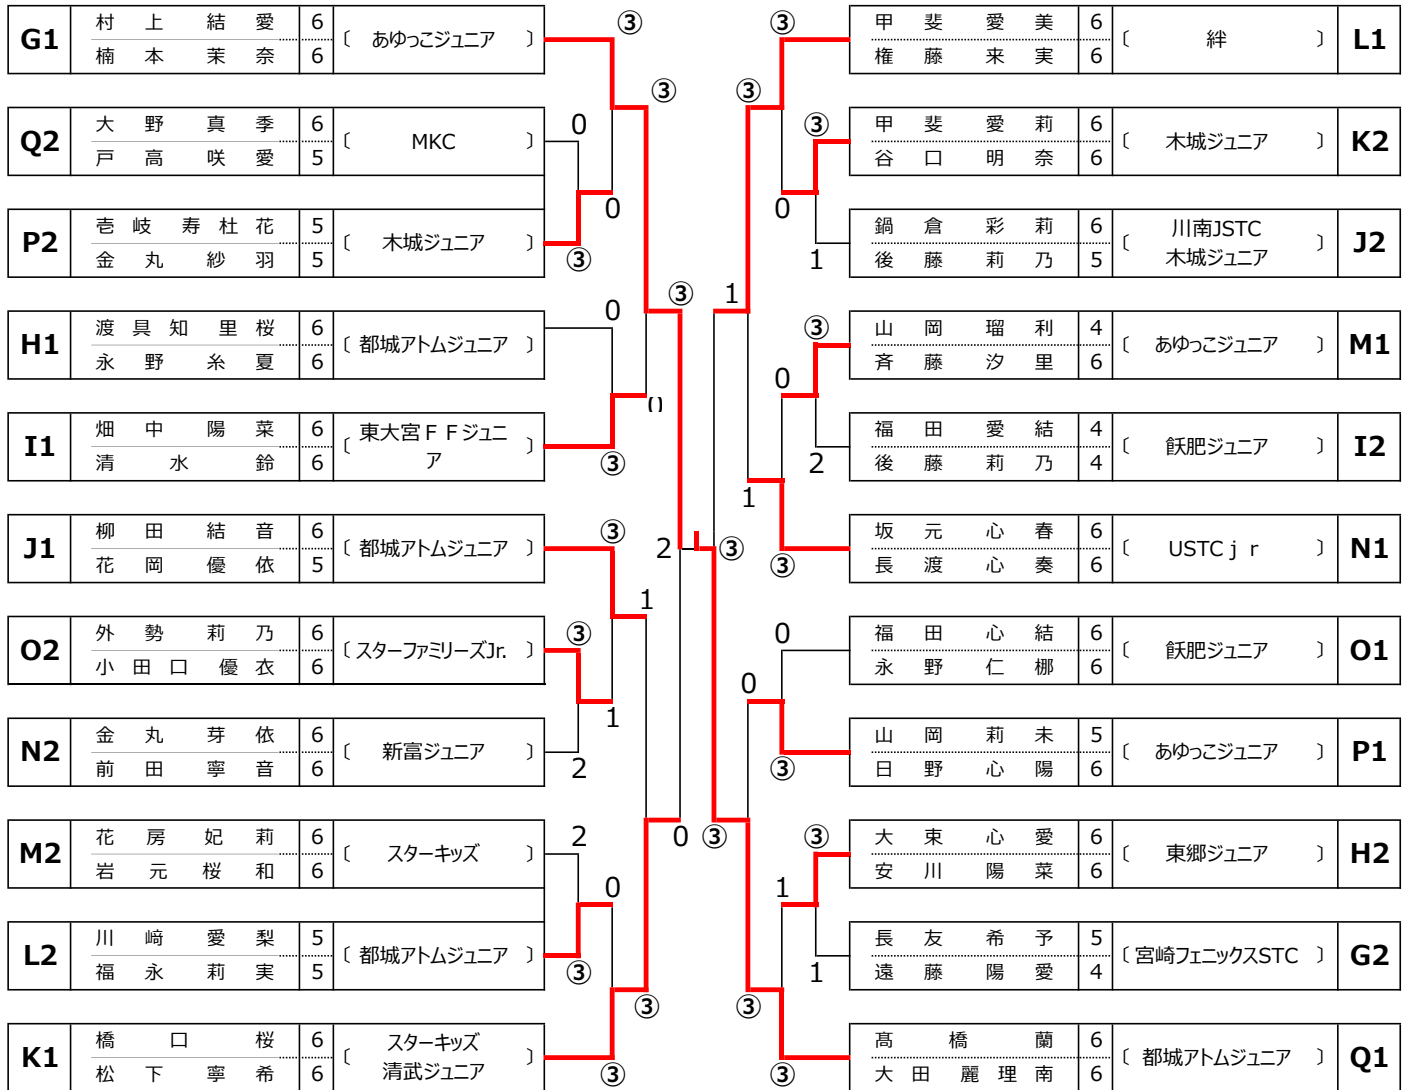 G1 村上 結愛 6 〔 あゆっこジュニア 〕
楠本 茉奈 6
Q2 大野 真季 6 〔 MKC 〕
戸高 咲愛 5
P2 壱岐 寿杜花 5 〔 木城ジュニア 〕
金丸 紗羽 5
H1 渡具知 里桜 6 〔 都城アトムジュニア 〕
永野 糸夏 6
I1 畑中 陽菜 6 〔 東大宮ＦＦジュニア 〕
清水 鈴 6
J1 柳田 結音 6 〔 都城アトムジュニア 〕
花岡 優依 5
O2 外勢 莉乃 6 〔 スターファミリーズJr. 〕
小田口 優衣 6
N2 金丸 芽依 6 〔 新富ジュニア 〕
前田 寧音 6
M2 花房 妃莉 6 〔 スターキッズ 〕
岩元 桜和 6
L2 川﨑 愛梨 5 〔 都城アトムジュニア 〕
福永 莉実 5
K1 橋口 桜 6 〔 スターキッズ
清武ジュニア 〕
松下 寧希 6
③
③
0
0
③
0
③
0
③
③
1
③
1
2
2
0
③
0
③
③
2
③
③
1
③
③
③
0
1
③
0
2
1
③
0
0
③
③
1
1
③
③
甲斐 愛美 6 〔 絆 〕 L1
権藤 来実 6
甲斐 愛莉 6 〔 木城ジュニア 〕 K2
谷口 明奈 6
鍋倉 彩莉 6 〔 川南JSTC
木城ジュニア 〕 J2
後藤 莉乃 5
山岡 瑠利 4 〔 あゆっこジュニア 〕 M1
斉藤 汐里 6
福田 愛結 4 〔 飫肥ジュニア 〕 I2
後藤 莉乃 4
坂元 心春 6 〔 USTCｊｒ 〕 N1
長渡 心奏 6
福田 心結 6 〔 飫肥ジュニア 〕 O1
永野 仁梛 6
山岡 莉未 5 〔 あゆっこジュニア 〕 P1
日野 心陽 6
大束 心愛 6 〔 東郷ジュニア 〕 H2
安川 陽菜 6
長友 希予 5 〔 宮崎フェニックスSTC 〕 G2
遠藤 陽愛 4
髙橋 蘭 6 〔 都城アトムジュニア 〕 Q1
大田 麗理南 6